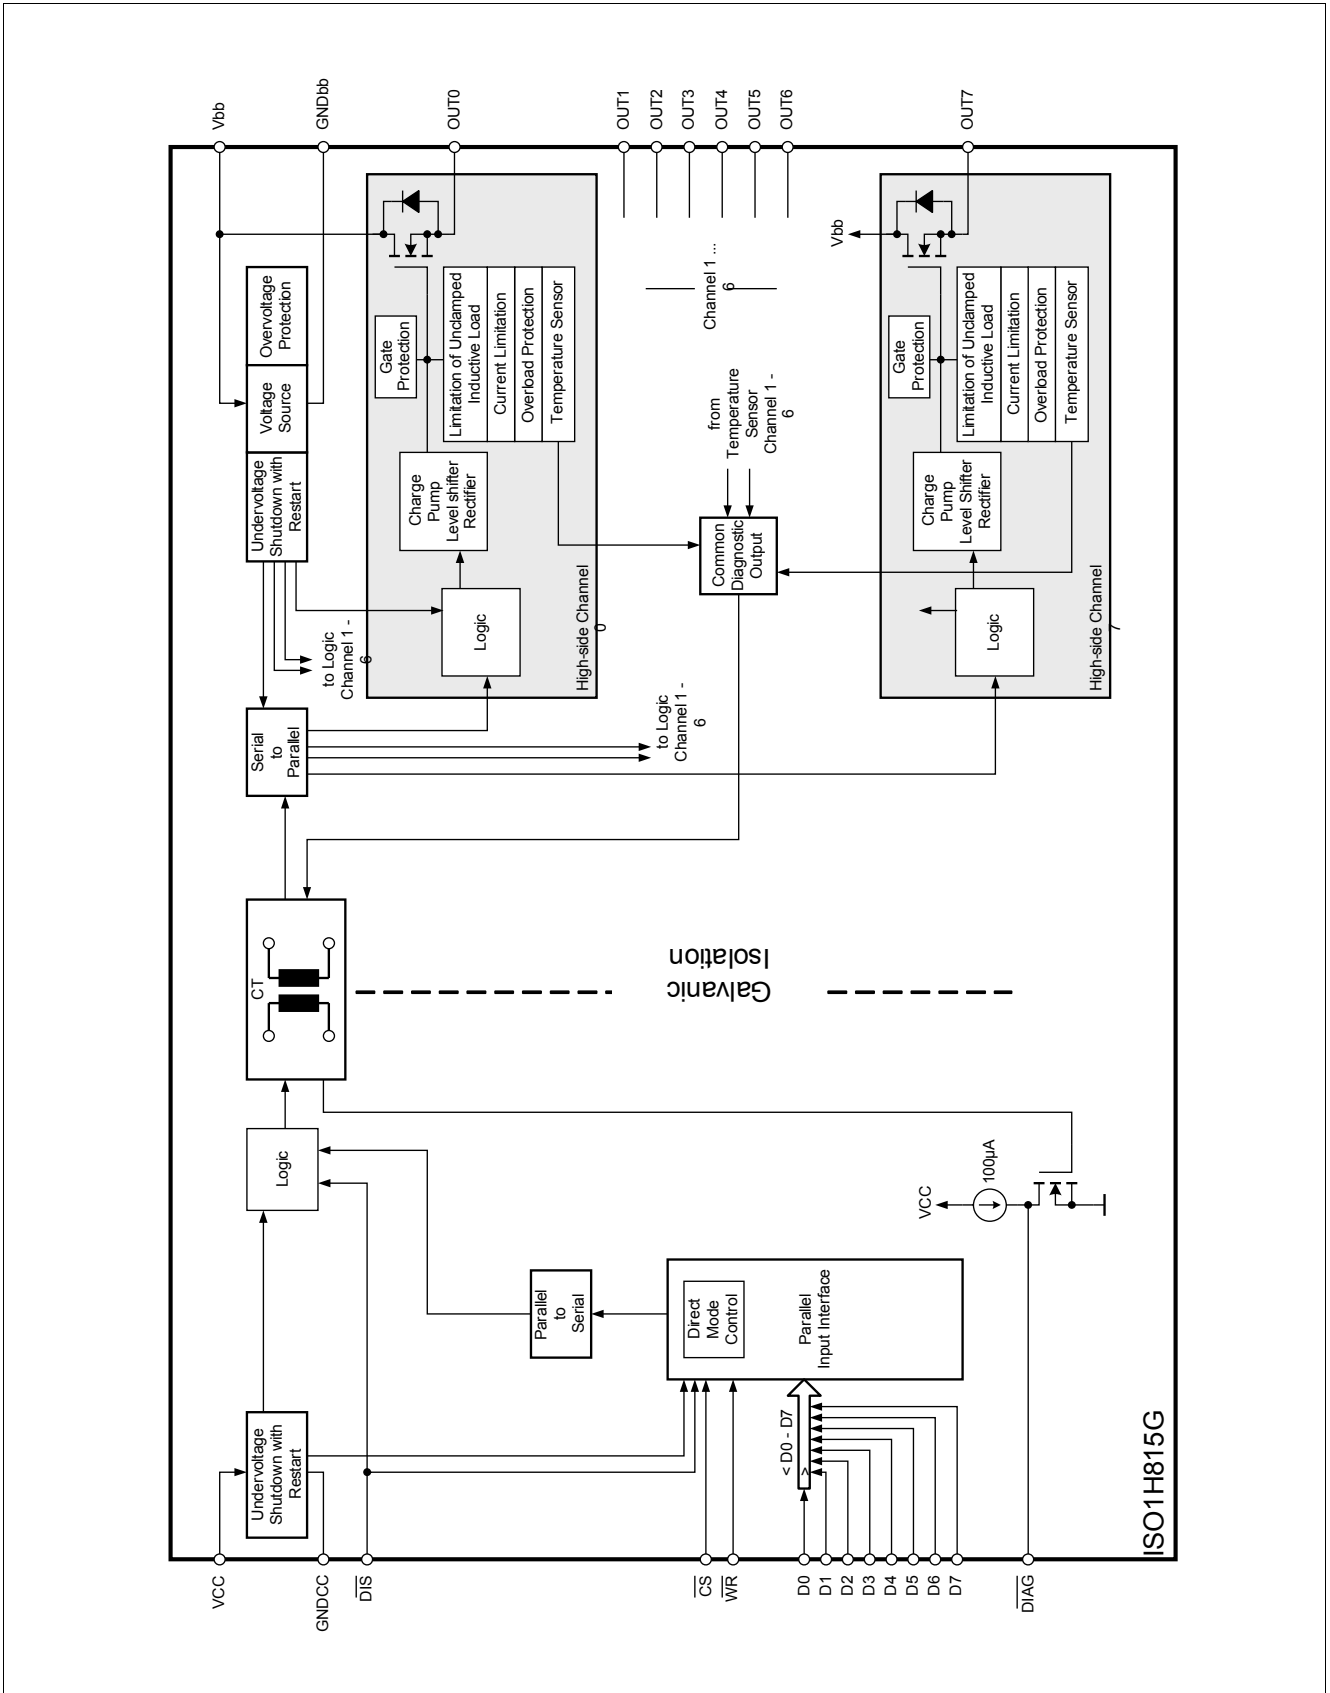 VCC
GNDCC
DIS
CS
WR
D0
D1
D2
D3
D4
D5
D6
D7
DIAG
Undervoltage
Shutdown with
Restart
< D0 - D7
>
Direct
Mode
Control
Parallel
Input Interface
Parallel
to
Serial
Logic
VCC
100µA
CT
Galvanic
Isolation
Serial
to
Parallel
to Logic
Channel 1 -
6
to Logic
Channel 1 -
6
Undervoltage
Shutdown with
Restart
Voltage
Source
Overvoltage
Protection
Logic
Charge
Pump
Level shifter
Rectifier
Gate
Protection
Limitation of Unclamped
Inductive Load
Current Limitation
Overload Protection
Temperature Sensor
High-side Channel
0
Common
Diagnostic
Output
from
Temperature
Sensor
Channel 1 -
6
Channel 1 ...
6
Logic
Charge
Pump
Level Shifter
Rectifier
Gate
Protection
Vbb
Limitation of Unclamped
Inductive Load
Current Limitation
Overload Protection
Temperature Sensor
High-side Channel
7
Vbb
GNDbb
OUT0
OUT1
OUT2
OUT3
OUT4
OUT5
OUT6
OUT7
ISO1H815G